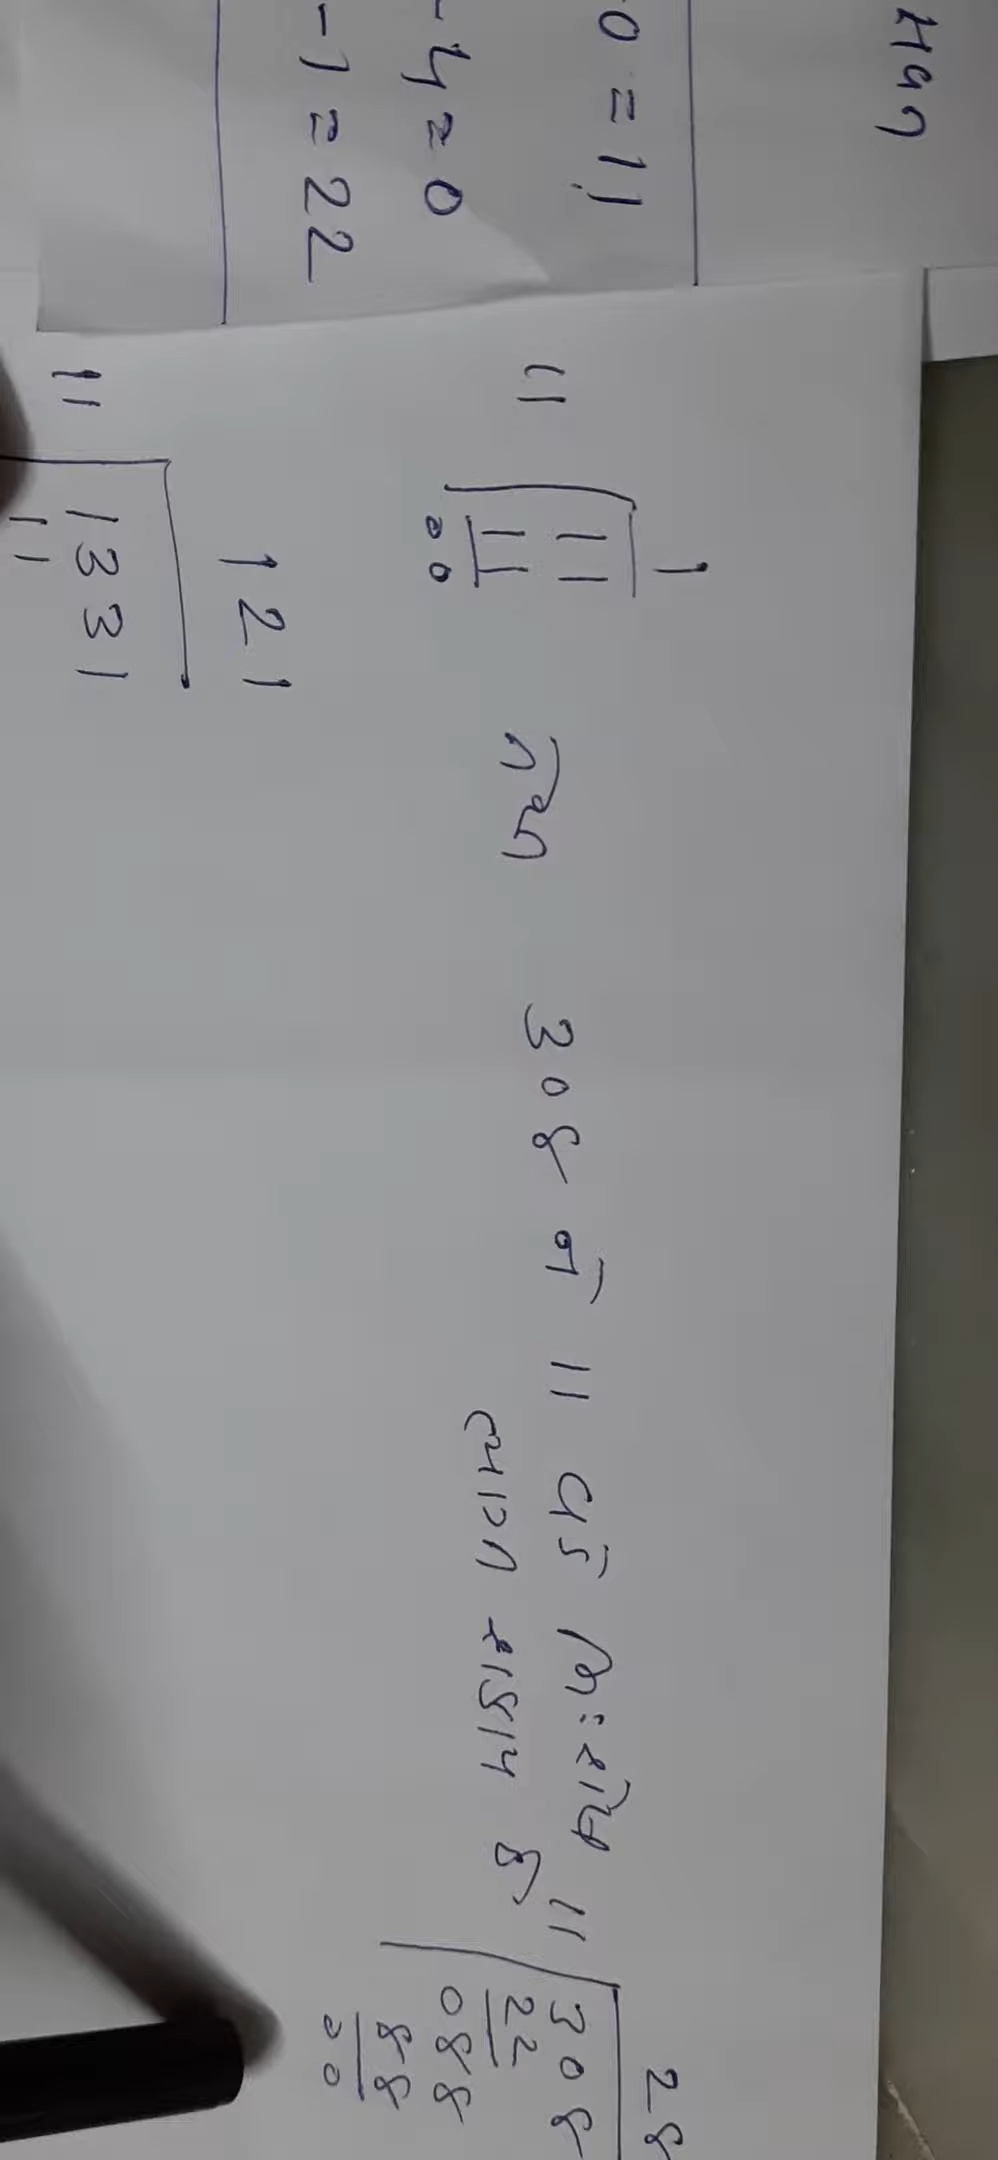 0 = 11
- 4 = 0
- 1 = 22
1
11 11
11
00
308 ને 11 વડે નિ:શેષ
શકાય છે
28
11 308
22
088
88
00
121
11 1331
11